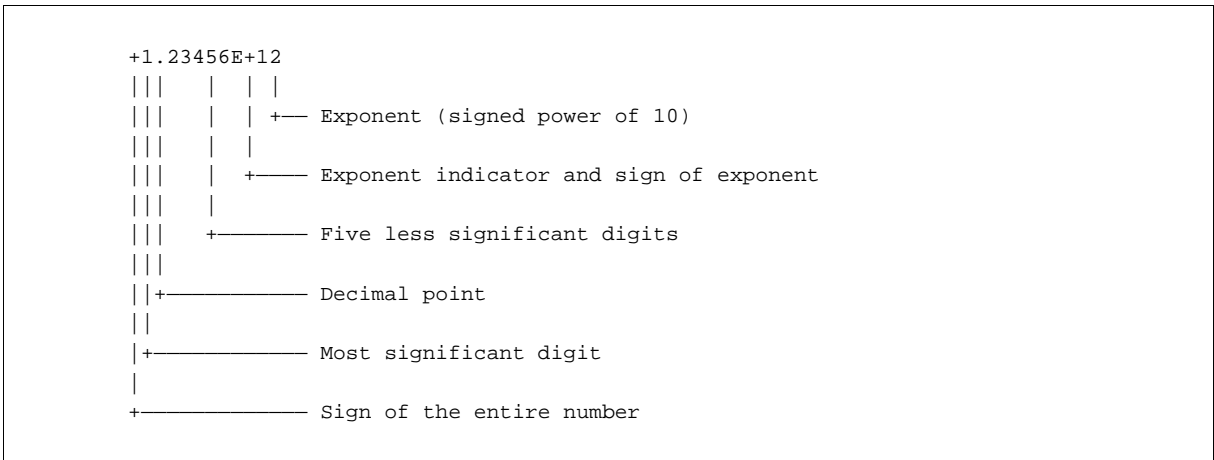 +1.23456E+12
Exponent (signed power of 10)
Exponent indicator and sign of exponent
Five less significant digits
Decimal point
Most significant digit
Sign of the entire number